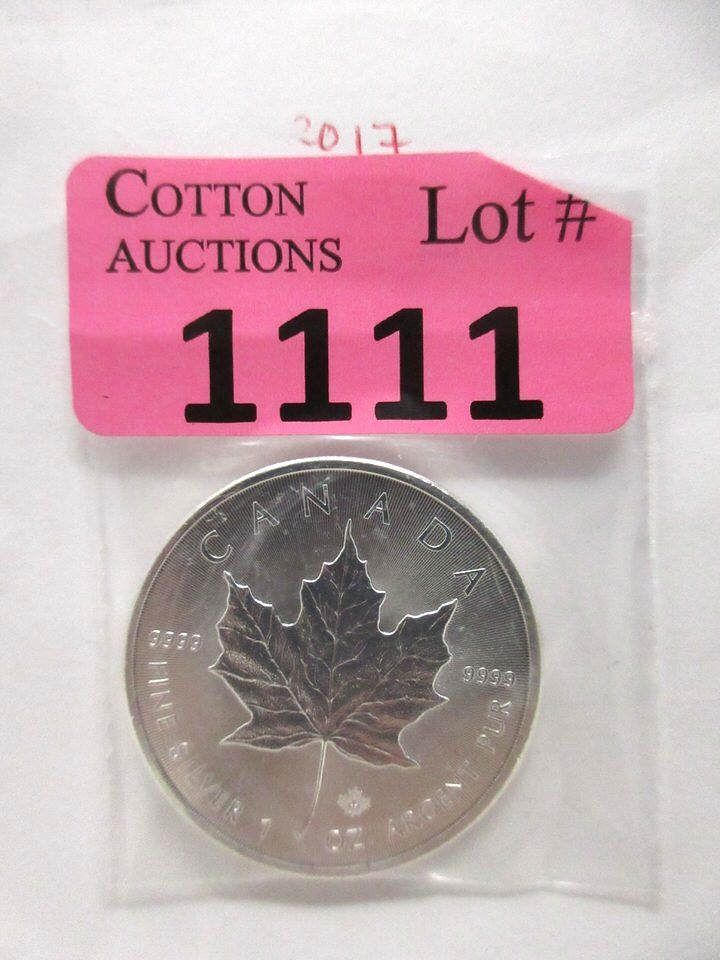 2017
COTTON
AUCTIONS
Lot #
1111
CANADA
9999
9999
FINE SILVER 1 OZ ARGENT PUR